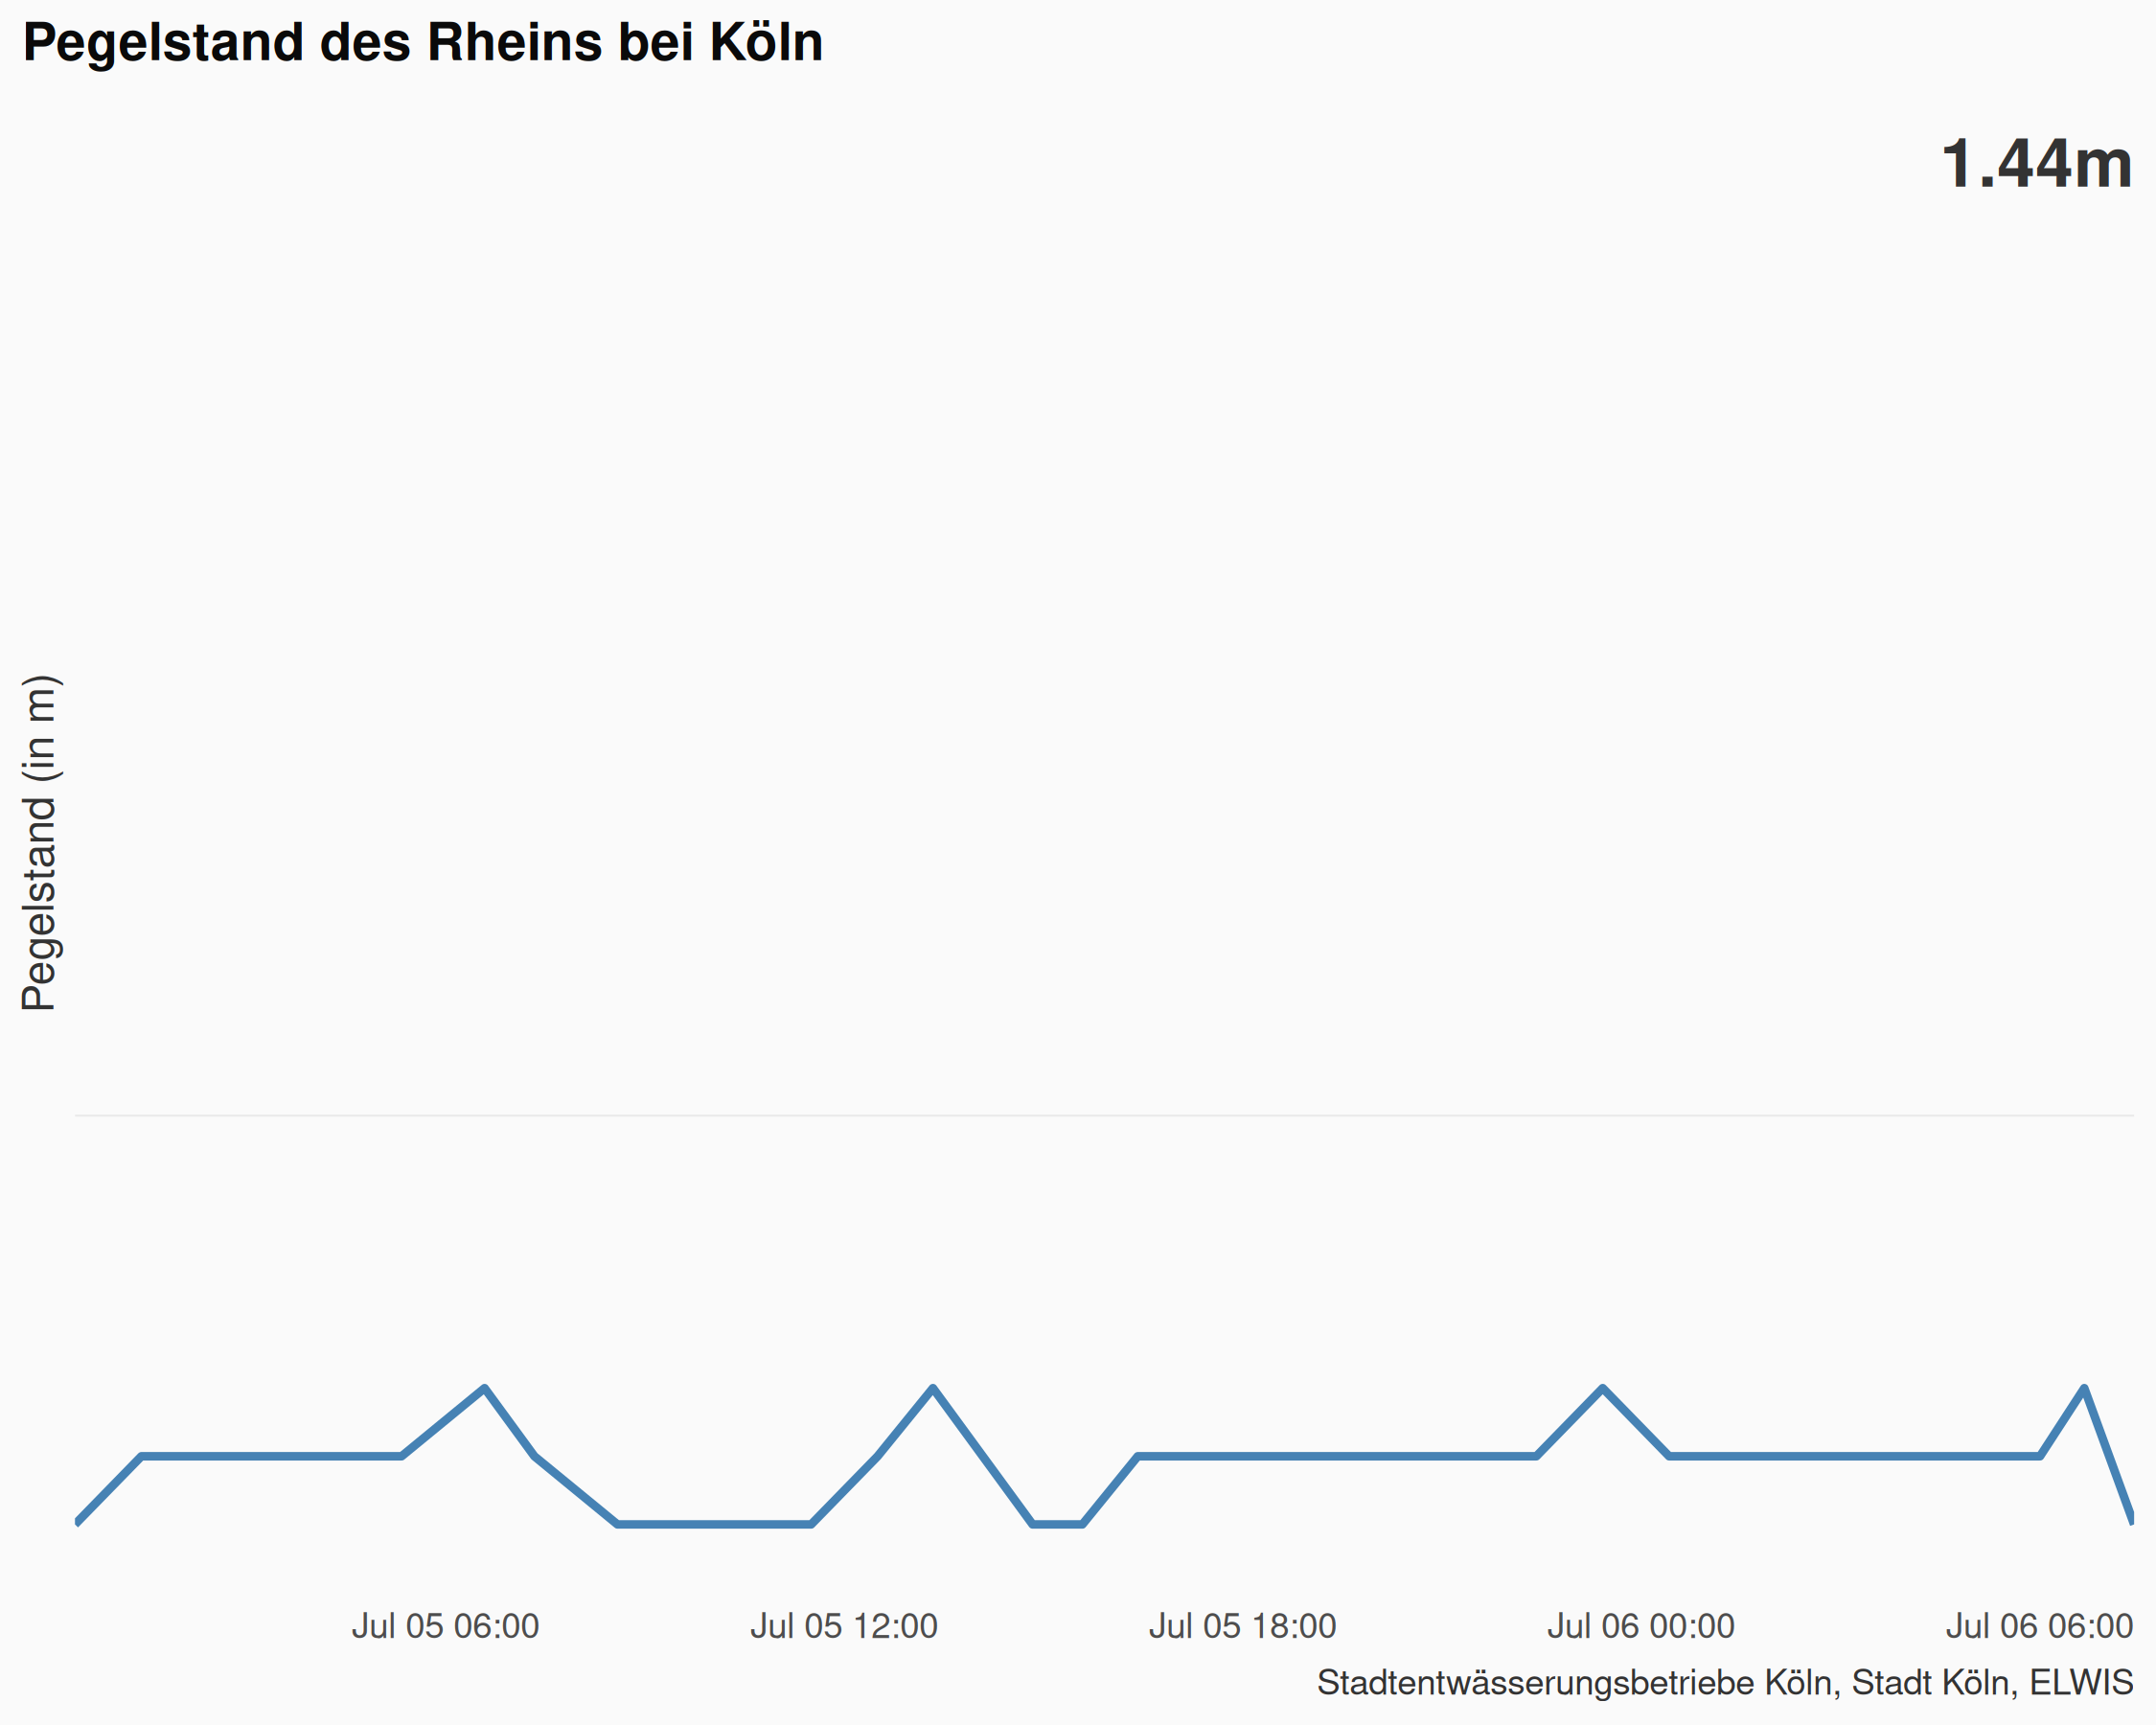 Pegelstand des Rheins bei Köln
1.44m
Pegelstand (in m)
Jul 05 06:00
Jul 05 12:00
Jul 05 18:00
Jul 06 00:00
Jul 06 06:00
Stadtentwässerungsbetriebe Köln, Stadt Köln, ELWIS